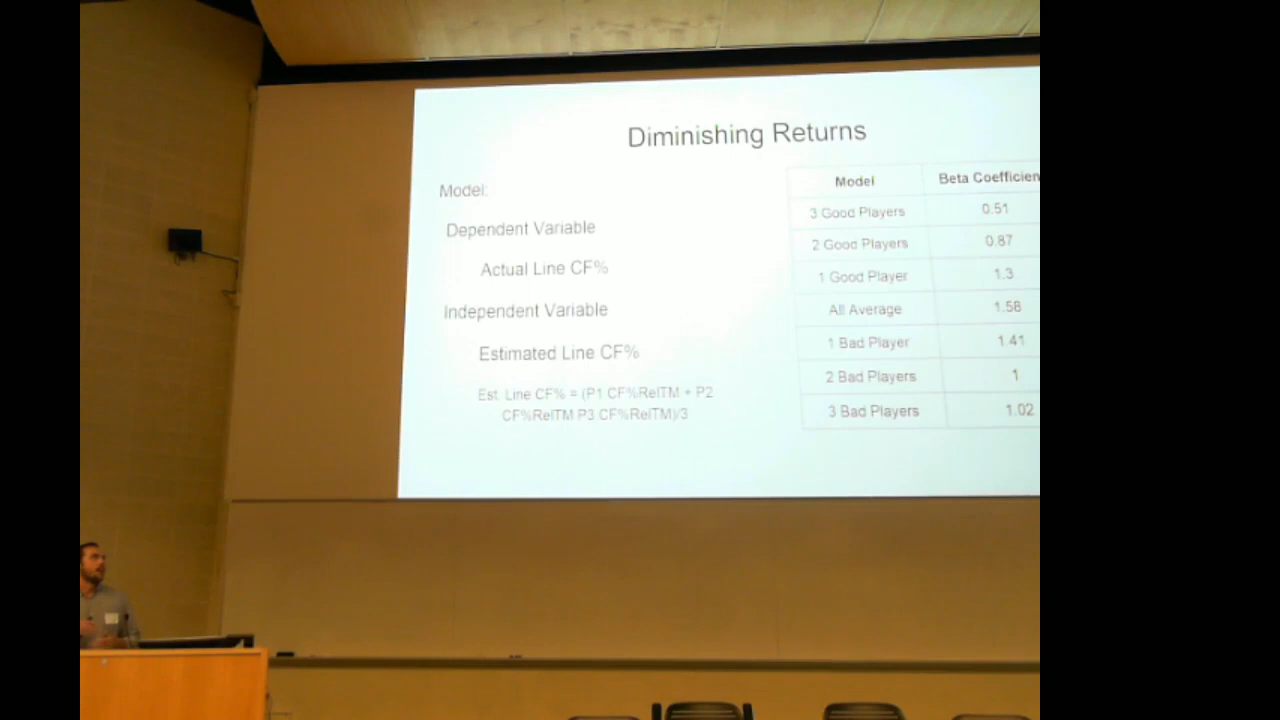 Diminishing Returns
Model:
Dependent Variable
Actual Line CF%
Independent Variable
Estimated Line CF%
Est. Line CF% = (P1 CF%RelTM + P2
CF%RelTM P3 CF%RelTM)/3
Model Beta Coefficien
3 Good Players 0.51
2 Good Players 0.87
1 Good Player 1.3
All Average 1.58
1 Bad Player 1.41
2 Bad Players 1
3 Bad Players 1.02